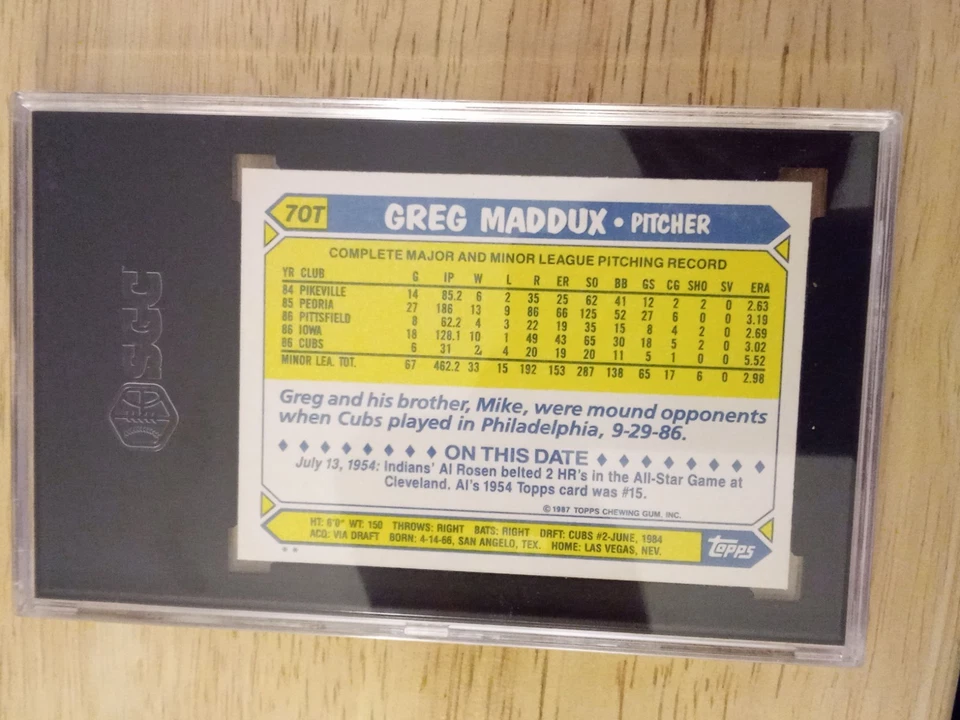 SGC
70T
GREG MADDUX • PITCHER
COMPLETE MAJOR AND MINOR LEAGUE PITCHING RECORD
YR CLUB G IP W L R ER SO BB GS CG SHO SV ERA
84 PIKEVILLE 14 85.2 6 2 35 25 62 41 12 2 2 0 2.63
85 PEORIA 27 186 13 9 86 66 125 52 27 6 0 0 3.19
86 PITTSFIELD 8 62.2 4 3 22 19 35 15 8 4 2 0 2.69
86 IOWA 18 128.1 10 1 49 43 65 30 18 5 2 0 3.02
86 CUBS 6 31 2 4 20 19 20 11 5 1 0 0 5.52
MINOR LEA. TOT. 67 462.2 33 15 192 153 287 138 65 17 6 0 2.98
Greg and his brother, Mike, were mound opponents
when Cubs played in Philadelphia, 9-29-86.
ON THIS DATE
July 13, 1954: Indians' Al Rosen belted 2 HR's in the All-Star Game at
Cleveland. Al's 1954 Topps card was #15.
©1987 TOPPS CHEWING GUM, INC.
HT: 6'0" WT: 150 THROWS: RIGHT BATS: RIGHT DRFT: CUBS #2-JUNE, 1984
ACQ: VIA DRAFT BORN: 4-14-66, SAN ANGELO, TEX. HOME: LAS VEGAS, NEV.
Topps
**